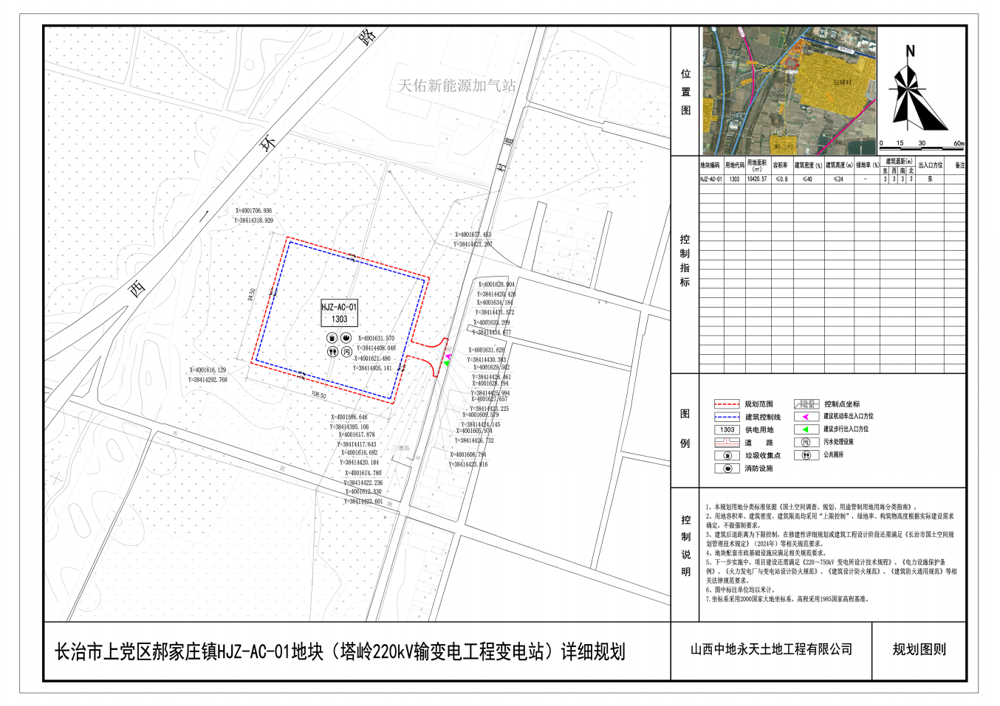 路
天佑新能源加气站
环
村 道
一
西
X=4001706.936
Y=38414318.929
X=4001677.453
Y=38414421.267
94.50
HJZ-AC-01
1303
污
X=4001628.004
Y=38414420.426
X=4001634.184
Y=38414431.572
X=4001633.299
Y=38414434.677
X=4001631.570
Y=38414408.048
X=4001621.480
Y=38414405.141
X=4001631.626
Y=38414430.383
X=4001629.562
Y=38414428.461
X=4001628.194
Y=38414425.994
X=4001627.657
Y=38414423.225
X=4001609.579
Y=38414424.145
X=4001605.974
Y=38414426.732
X=4001606.794
Y=38414423.816
X=4001616.129
Y=38414292.768
106.50
X=4001586.646
Y=38414395.106
X=4001617.878
Y=38414417.643
X=4001616.692
Y=38414420.184
X=4001614.780
Y=38414422.236
X=4001612.330
Y=38414423.601
路
位置图
安城村
N
0 15 30 60m
控制指标
地块编码 用地代码 用地面积(㎡) 容积率 建筑密度(%) 建筑高度(m) 绿地率(%) 建筑退距(m) 出入口方位 备注
东 西 南 北
HJZ-AC-01 1303 10420.57 ≤0.8 ≤40 ≤24 - 3 3 3 3 东
图例
规划范围
建筑控制线
1303 供电用地
道 路
垃圾收集点
消防设施
控制点坐标
建议机动车出入口方位
建议步行出入口方位
污 污水处理设施
公共厕所
控制说明
1、本规划用地分类标准依据《国土空间调查、规划、用途管制用地用海分类指南》。
2、用地容积率、建筑密度、建筑限高均采用“上限控制”，绿地率、构筑物高度根据实际建设需求
确定，不做强制要求。
3、建筑后退距离为下限控制，在修建性详细规划或建筑工程设计阶段还需满足《长治市国土空间规
划管理技术规定》（2024年）等相关规范要求。
4、地块配套市政基础设施应满足相关规范要求。
5、下一步实施中，项目建设还需满足《220～750kV 变电所设计技术规程》、《电力设施保护条
例》、《火力发电厂与变电站设计防火规范》、《建筑设计防火规范》、《建筑防火通用规范》等相
关法律规范要求。
6、图中标注单位均以米计。
7.坐标系采用2000国家大地坐标系，高程采用1985国家高程基准。
长治市上党区郝家庄镇HJZ-AC-01地块（塔岭220kV输变电工程变电站）详细规划
山西中地永天土地工程有限公司
规划图则